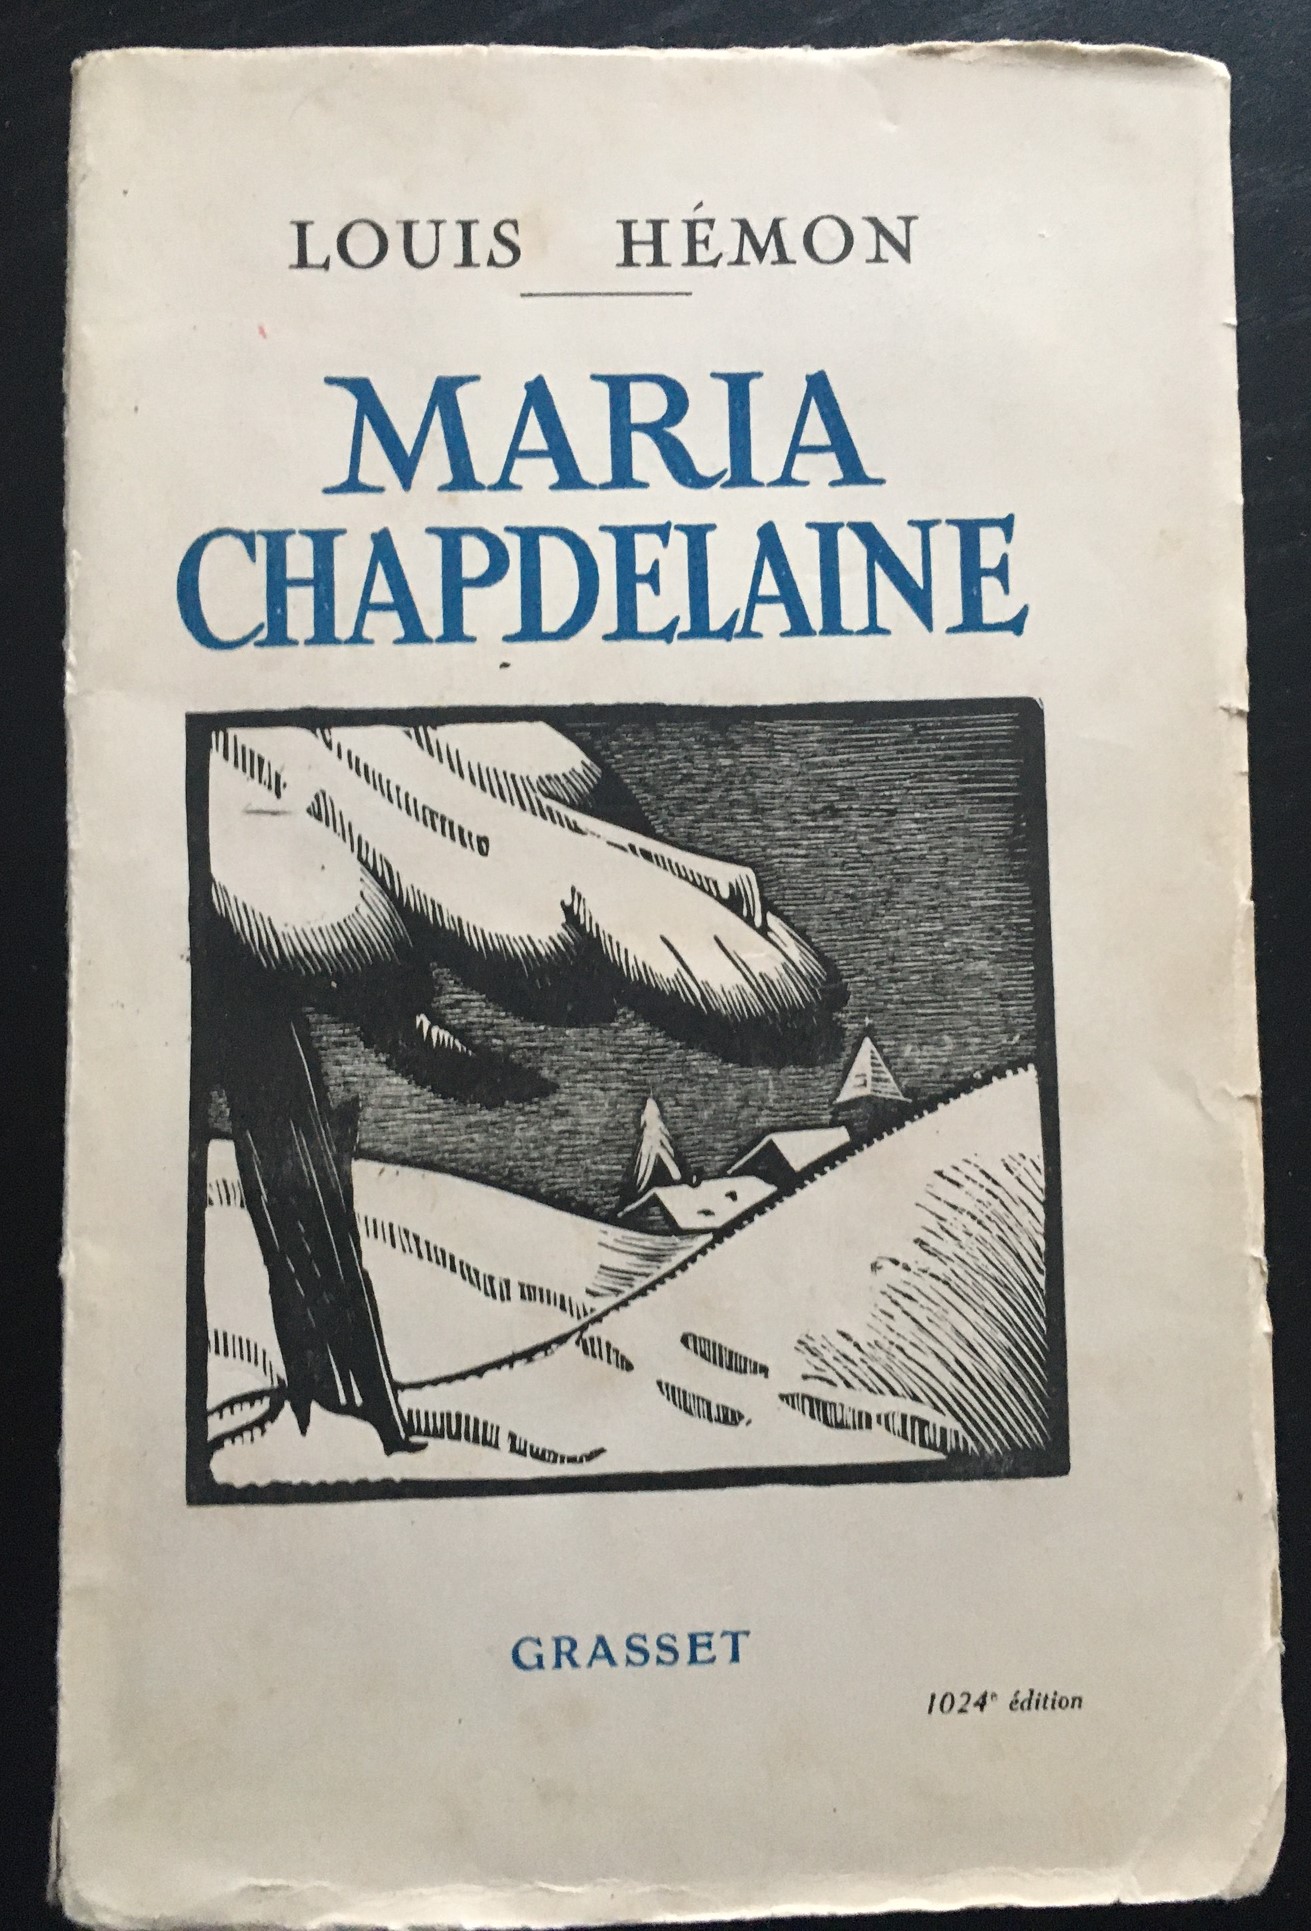 LOUIS HÉMON
MARIA
CHAPDELAINE
GRASSET
1024e édition